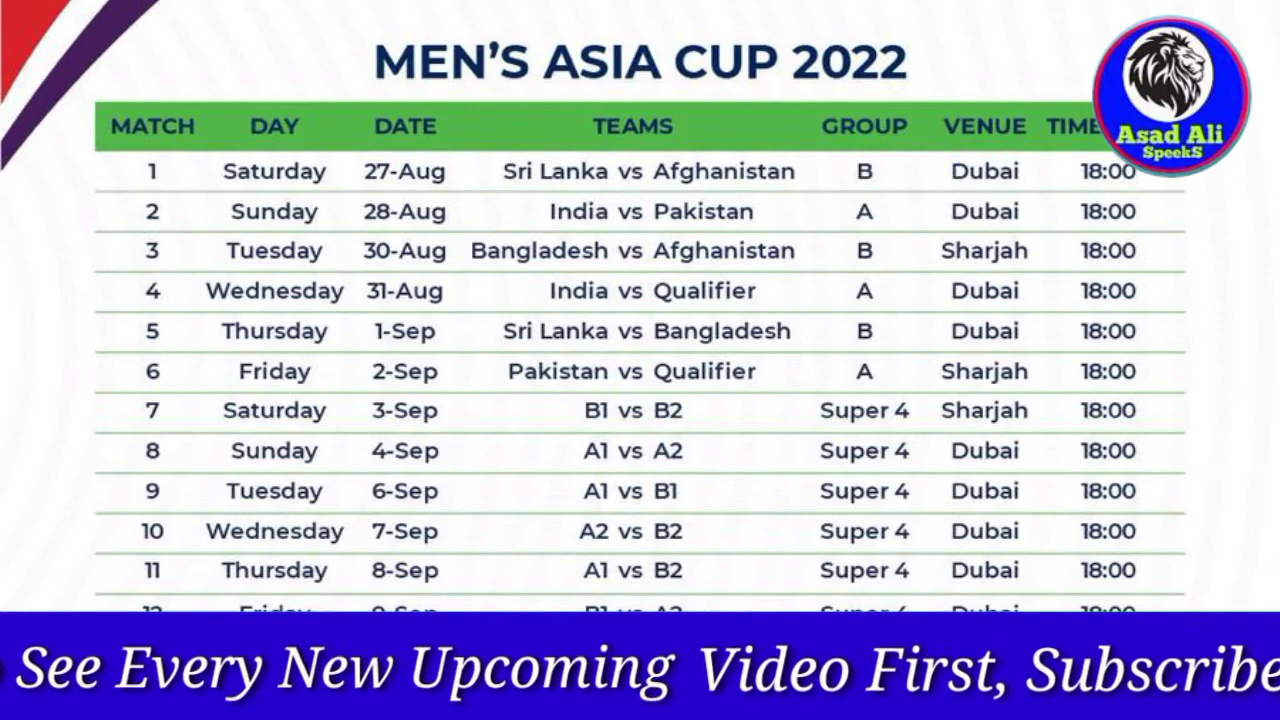 MEN'S ASIA CUP 2022
Asad Ali
SpeekS
MATCH DAY DATE TEAMS GROUP VENUE TIME
1 Saturday 27-Aug Sri Lanka vs Afghanistan B Dubai 18:00
2 Sunday 28-Aug India vs Pakistan A Dubai 18:00
3 Tuesday 30-Aug Bangladesh vs Afghanistan B Sharjah 18:00
4 Wednesday 31-Aug India vs Qualifier A Dubai 18:00
5 Thursday 1-Sep Sri Lanka vs Bangladesh B Dubai 18:00
6 Friday 2-Sep Pakistan vs Qualifier A Sharjah 18:00
7 Saturday 3-Sep B1 vs B2 Super 4 Sharjah 18:00
8 Sunday 4-Sep A1 vs A2 Super 4 Dubai 18:00
9 Tuesday 6-Sep A1 vs B1 Super 4 Dubai 18:00
10 Wednesday 7-Sep A2 vs B2 Super 4 Dubai 18:00
11 Thursday 8-Sep A1 vs B2 Super 4 Dubai 18:00
See Every New Upcoming Video First, Subscribe